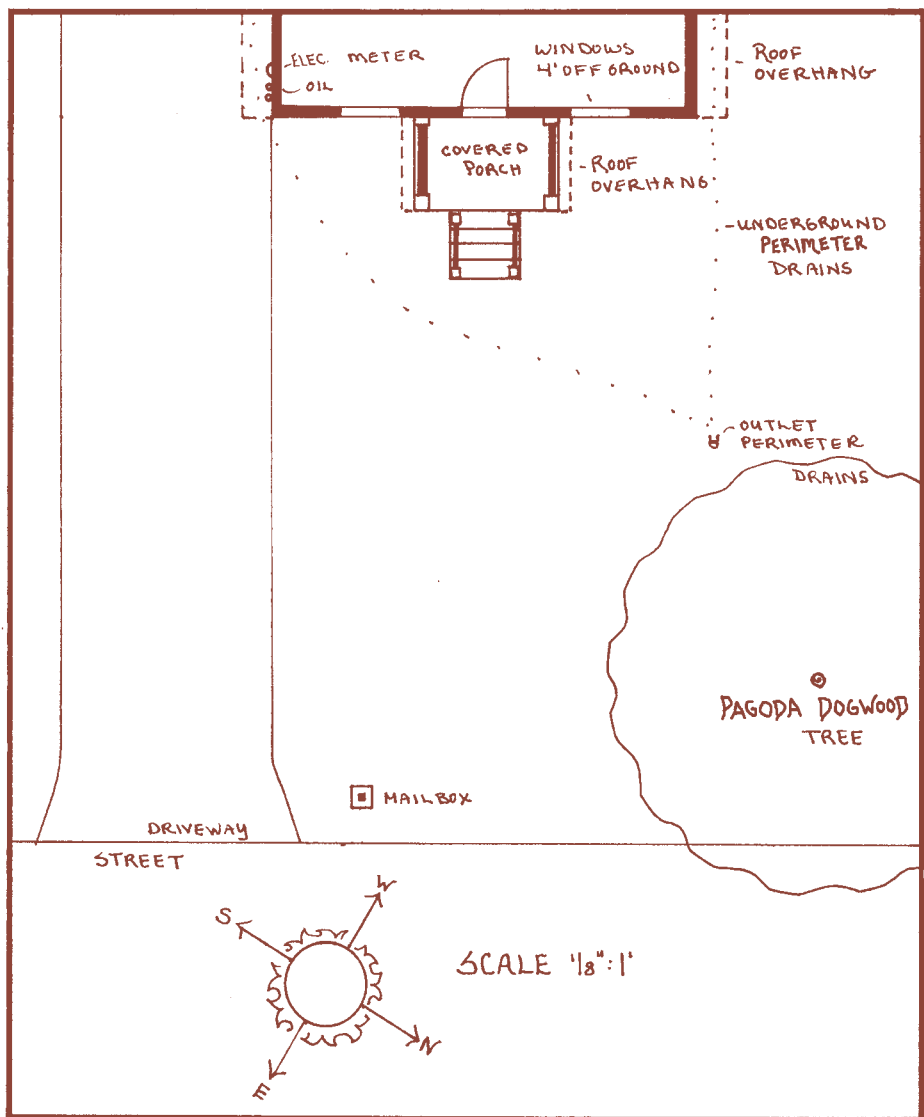 ELEC. METER
OIL
WINDOWS
4' OFF GROUND
ROOF
OVERHANG
COVERED
PORCH
ROOF
OVERHANG
UNDERGROUND
PERIMETER
DRAINS
OUTLET
PERIMETER
DRAINS
PAGODA DOGWOOD
TREE
MAILBOX
DRIVEWAY
STREET
W
S
N
E
SCALE 1/8":1'